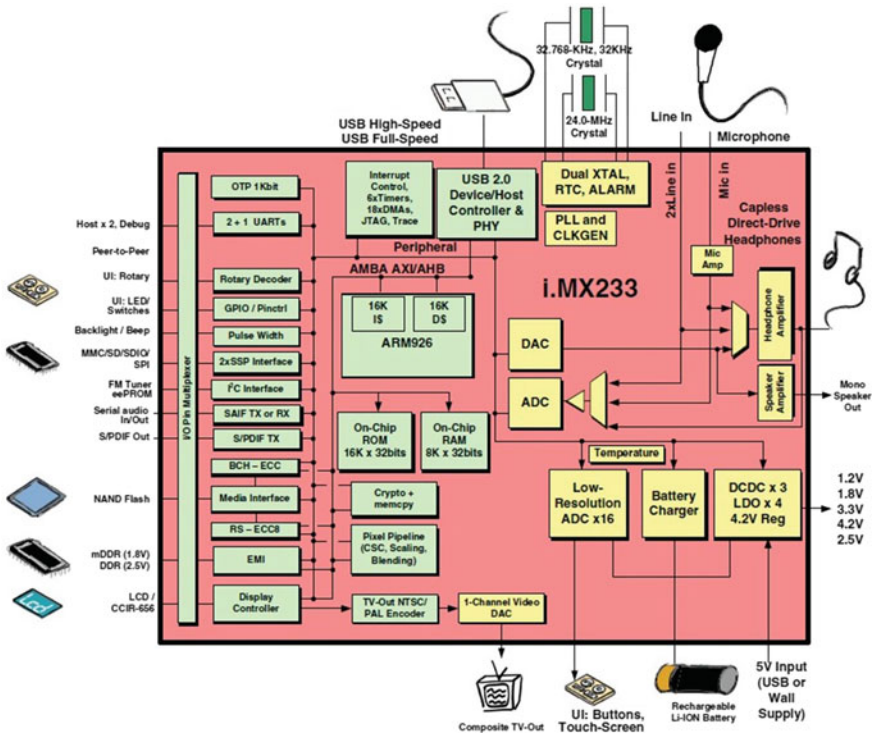 32.768-KHz, 32KHz
Crystal
24.0-MHz
Crystal
Line In
Microphone
USB High-Speed
USB Full-Speed
OTP 1Kbit
Interrupt
Control,
6xTimers,
18xDMAs,
JTAG, Trace
USB 2.0
Device/Host
Controller &
PHY
Dual XTAL,
RTC, ALARM
PLL and
CLKGEN
2xLine in
Mic in
Capless
Direct-Drive
Headphones
Host x 2, Debug
2 + 1 UARTs
Peripheral
Mic
Amp
Peer-to-Peer
UI: Rotary
Rotary Decoder
AMBA AXI/AHB
i.MX233
UI: LED/
Switches
GPIO / Pinctrl
16K
I$
16K
D$
ARM926
Headphone
Amplifier
Backlight / Beep
Pulse Width
DAC
MMC/SD/SDIO/
SPI
2xSSP Interface
I/O Pin Multiplexer
FM Tuner
eePROM
I²C Interface
ADC
Speaker
Amplifier
Mono
Speaker
Out
Serial audio
In/Out
SAIF TX or RX
S/PDIF Out
S/PDIF TX
On-Chip
ROM
16K x 32bits
On-Chip
RAM
8K x 32bits
Temperature
BCH – ECC
NAND Flash
Media Interface
Crypto +
memcpy
Low-
Resolution
ADC x16
Battery
Charger
DCDC x 3
LDO x 4
4.2V Reg
1.2V
1.8V
3.3V
4.2V
2.5V
RS – ECC8
mDDR (1.8V)
DDR (2.5V)
EMI
Pixel Pipeline
(CSC, Scaling,
Blending)
Lcd
LCD /
CCIR-656
Display
Controller
TV-Out NTSC/
PAL Encoder
1-Channel Video
DAC
Composite TV-Out
UI: Buttons,
Touch-Screen
Rechargeable
Li-ION Battery
5V Input
(USB or
Wall
Supply)